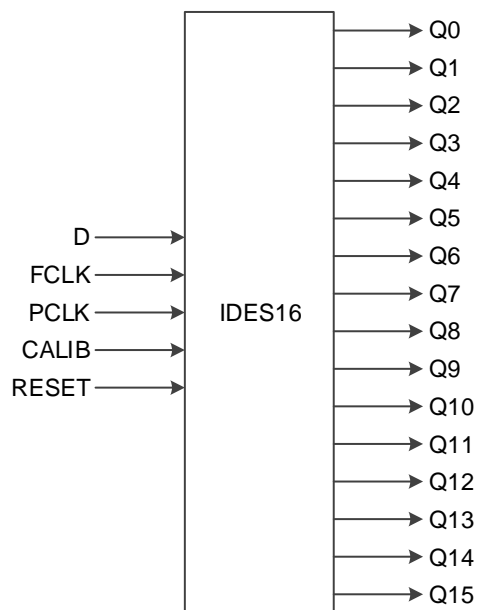 Q0
Q1
Q2
Q3
Q4
Q5
D
Q6
FCLK
Q7
PCLK
IDES16
Q8
CALIB
Q9
RESET
Q10
Q11
Q12
Q13
Q14
Q15